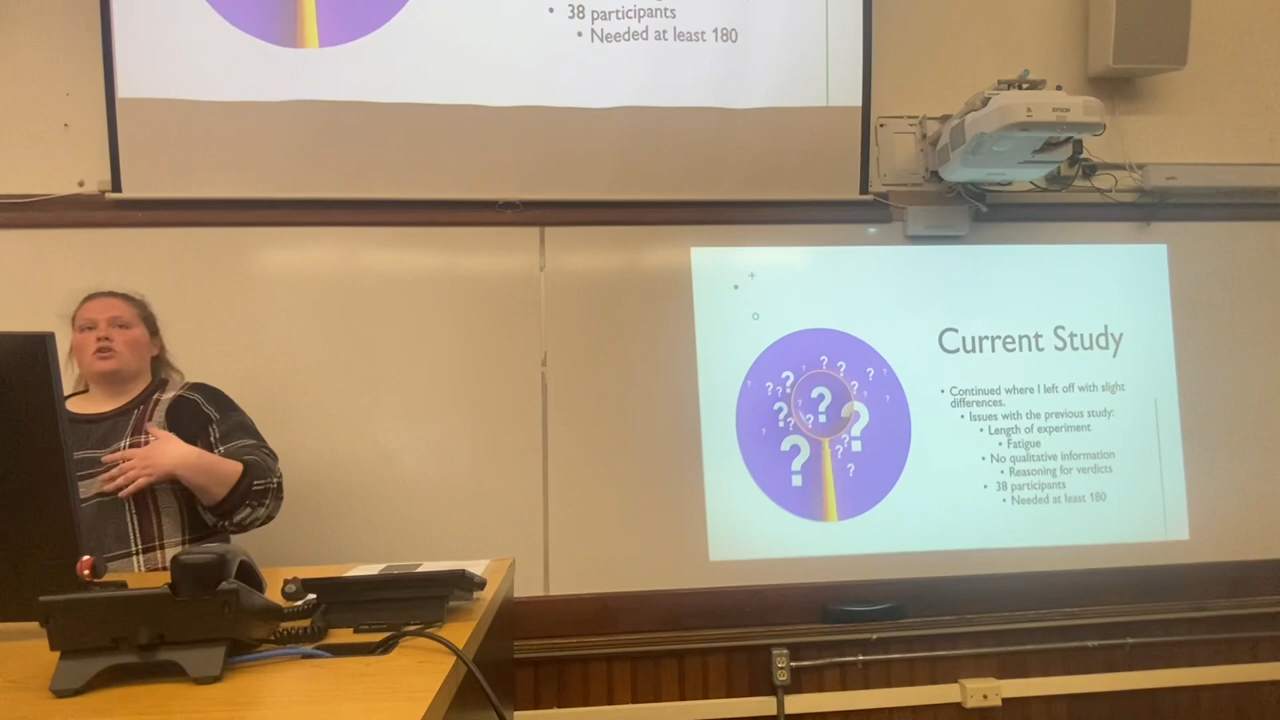 • 38 participants
• Needed at least 180
EPSON
Current Study
• Continued where I left off with slight
differences.
• Issues with the previous study:
• Length of experiment
• Fatigue
• No qualitative information
• Reasoning for verdicts
• 38 participants
• Needed at least 180